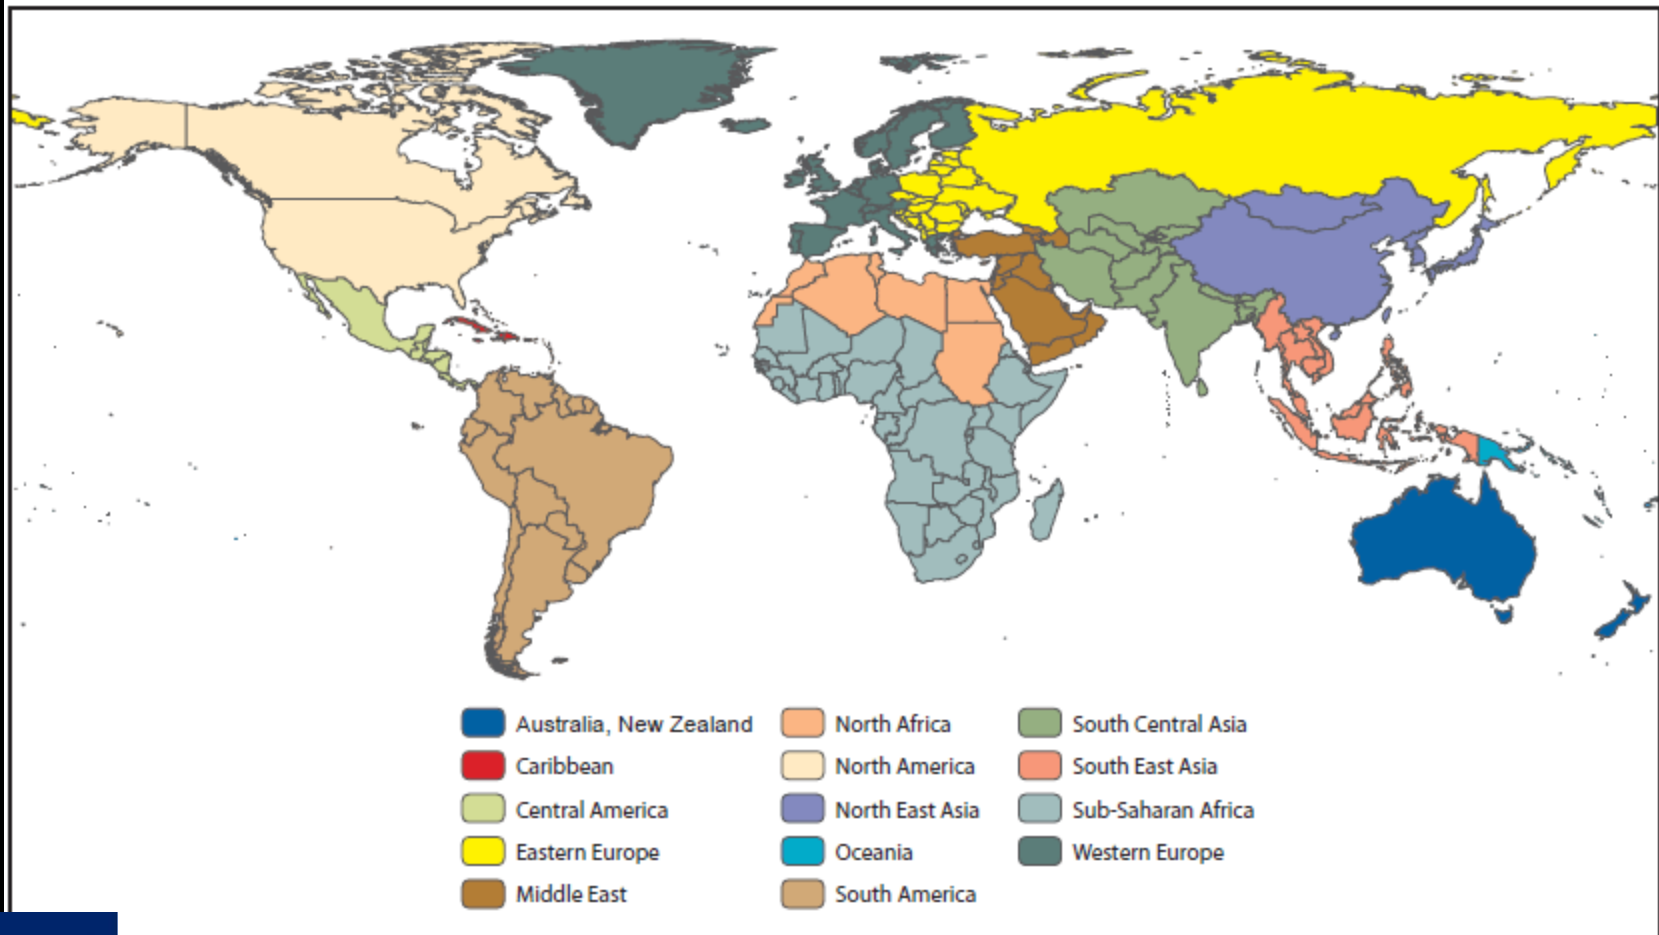 Australia, New Zealand
Caribbean
Central America
Eastern Europe
Middle East
North Africa
North America
North East Asia
Oceania
South America
South Central Asia
South East Asia
Sub-Saharan Africa
Western Europe